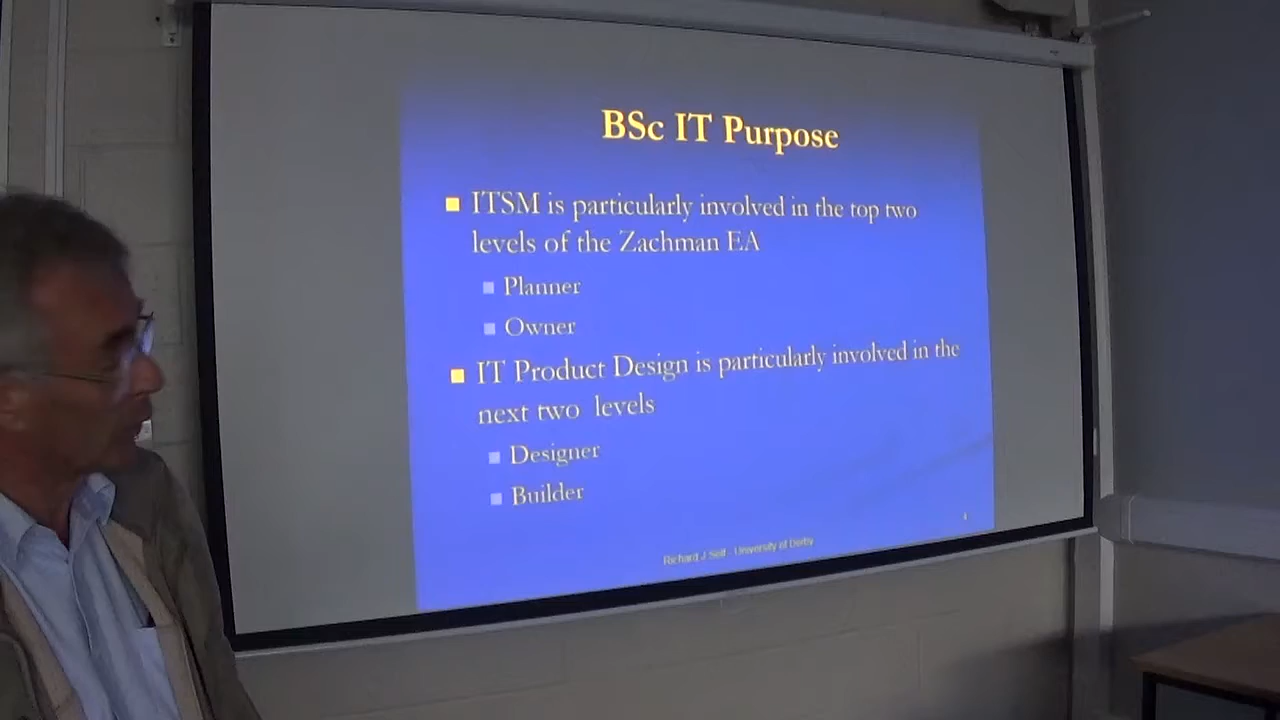 BSc IT Purpose
ITSM is particularly involved in the top two
levels of the Zachman EA
Planner
Owner
IT Product Design is particularly involved in the
next two levels
Designer
Builder
4
Richard J Self - University of Derby